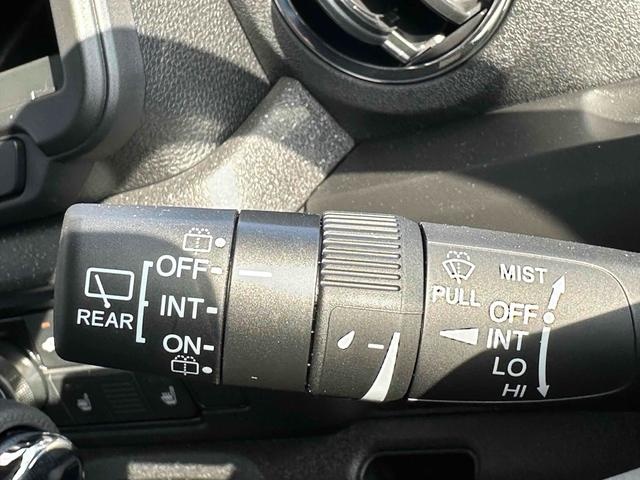 REAR
OFF
INT
ON
PULL
MIST
OFF
INT
LO
HI